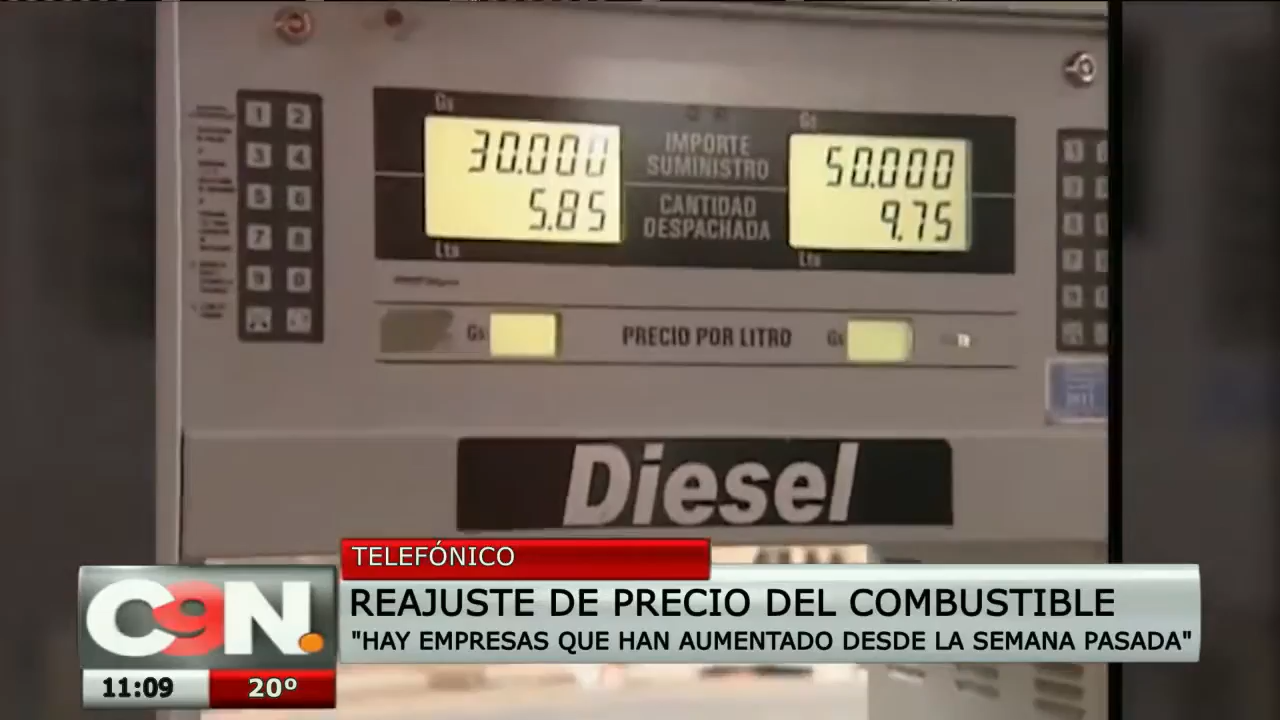 1 2
3 4
5 6
7 8
9 0
Gs
30.000
5.85
Lts
IMPORTE
SUMINISTRO
CANTIDAD
DESPACHADA
Gs
50.000
9.75
Lts
Gs PRECIO POR LITRO Gs
Diesel
TELEFÓNICO
C9N.
REAJUSTE DE PRECIO DEL COMBUSTIBLE
"HAY EMPRESAS QUE HAN AUMENTADO DESDE LA SEMANA PASADA"
11:09 20º